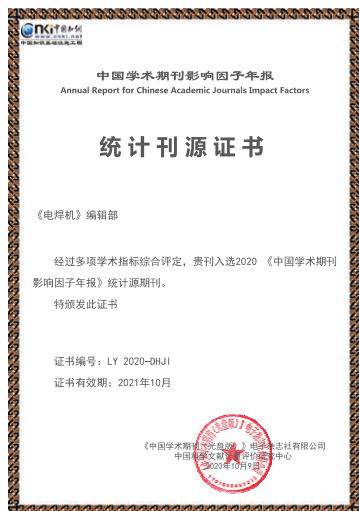 cnki中国知网
www.cnki.net
中国知识基础设施工程
中国学术期刊影响因子年报
Annual Report for Chinese Academic Journals Impact Factors
统计刊源证书
《电焊机》编辑部
经过多项学术指标综合评定，贵刊入选2020 《中国学术期刊
影响因子年报》统计源期刊。
特颁发此证书
证书编号：LY 2020-DHJI
证书有效期：2021年10月
《中国学术期刊（光盘版）》电子杂志社有限公司
中国科学文献计量评价研究中心
2020年10月9日